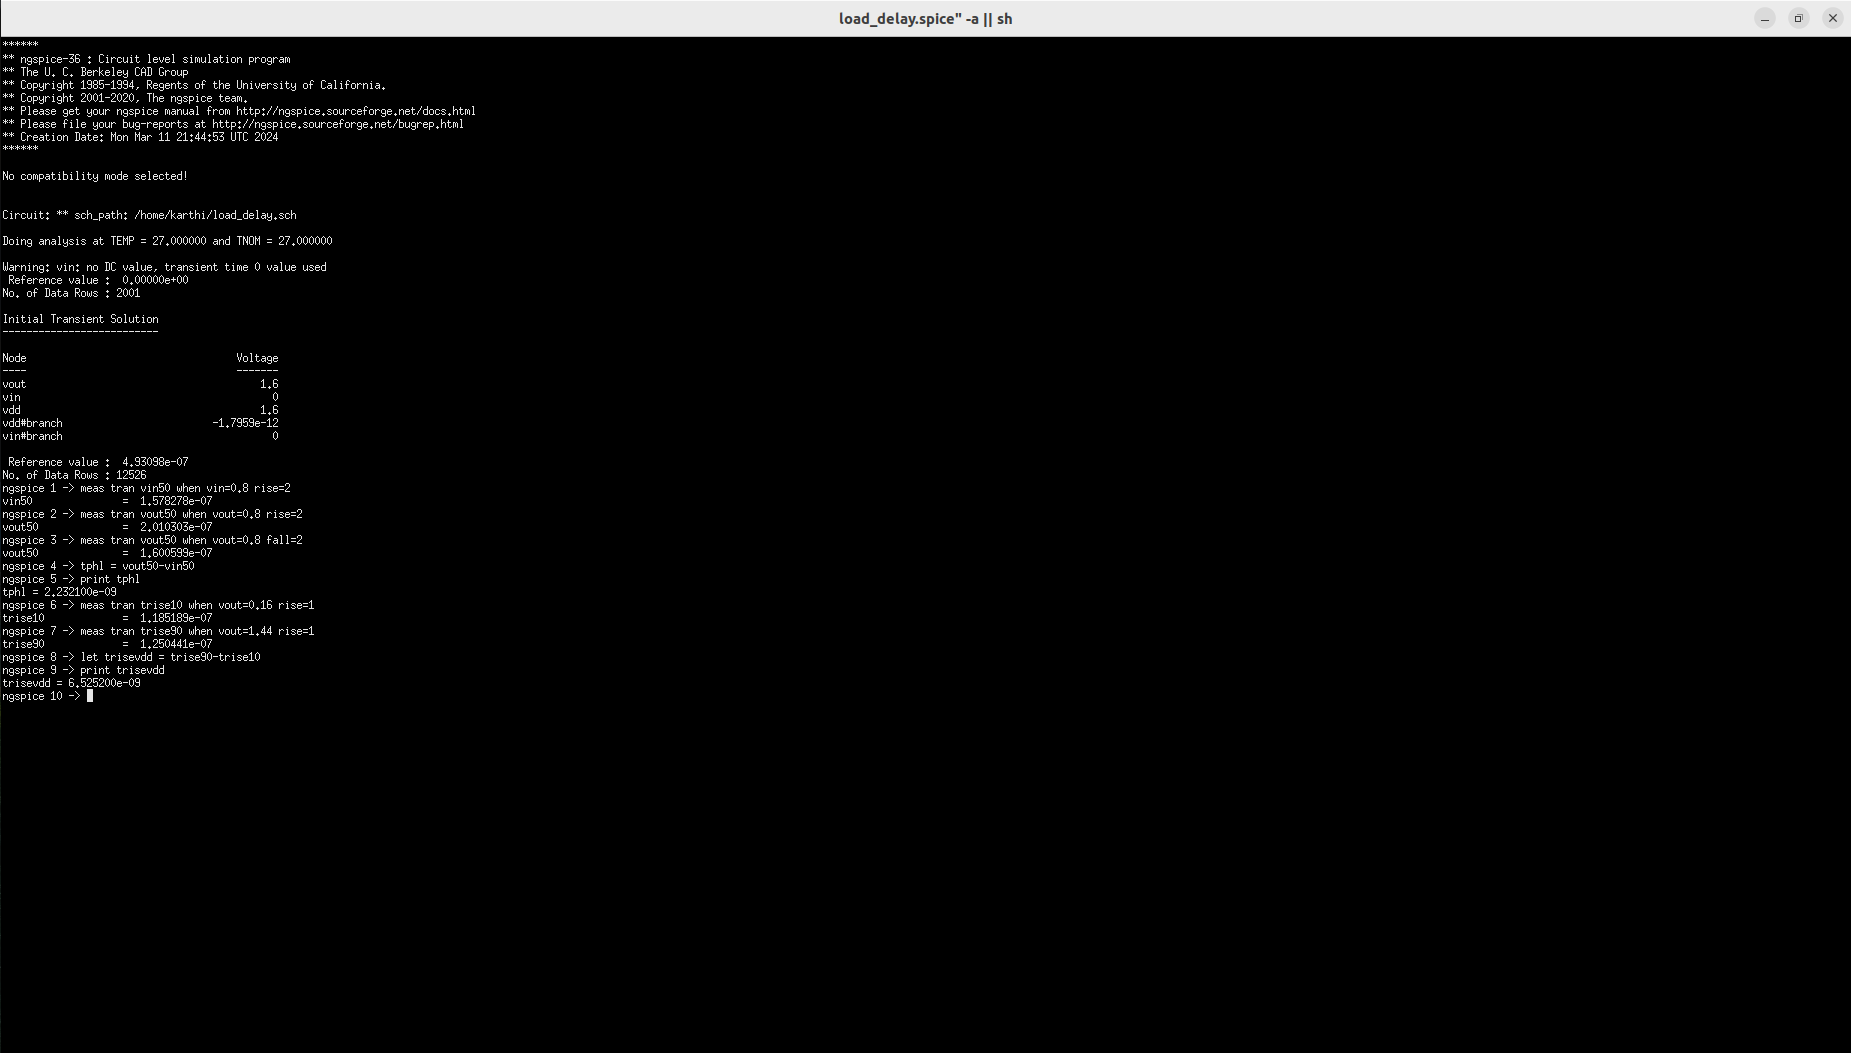 load_delay.spice" -a || sh
******
** ngspice-36 : Circuit level simulation program
** The U. C. Berkeley CAD Group
** Copyright 1985-1994, Regents of the University of California.
** Copyright 2001-2020, The ngspice team.
** Please get your ngspice manual from http://ngspice.sourceforge.net/docs.html
** Please file your bug-reports at http://ngspice.sourceforge.net/bugrep.html
** Creation Date: Mon Mar 11 21:44:53 UTC 2024
******
No compatibility mode selected!
Circuit: ** sch_path: /home/karthi/load_delay.sch
Doing analysis at TEMP = 27.000000 and TNOM = 27.000000
Warning: vin: no DC value, transient time 0 value used
Reference value :  0.00000e+00
No. of Data Rows : 2001
Initial Transient Solution
--------------------------
Node                                   Voltage
----                                   -------
vout                                       1.6
vin                                          0
vdd                                        1.6
vdd#branch                         -1.7959e-12
vin#branch                                   0
Reference value :  4.93098e-07
No. of Data Rows : 12526
ngspice 1 -> meas tran vin50 when vin=0.8 rise=2
vin50               =  1.578278e-07
ngspice 2 -> meas tran vout50 when vout=0.8 rise=2
vout50              =  2.010303e-07
ngspice 3 -> meas tran vout50 when vout=0.8 fall=2
vout50              =  1.600599e-07
ngspice 4 -> tphl = vout50-vin50
ngspice 5 -> print tphl
tphl = 2.232100e-09
ngspice 6 -> meas tran trise10 when vout=0.16 rise=1
trise10             =  1.185189e-07
ngspice 7 -> meas tran trise90 when vout=1.44 rise=1
trise90             =  1.250441e-07
ngspice 8 -> let trisevdd = trise90-trise10
ngspice 9 -> print trisevdd
trisevdd = 6.525200e-09
ngspice 10 ->